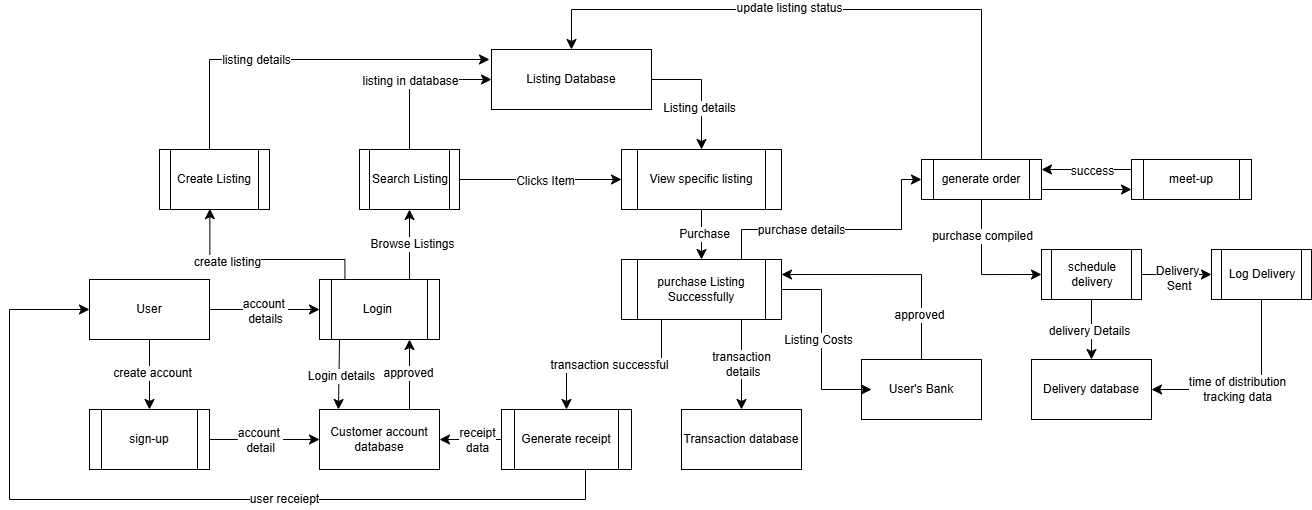 update listing status
listing details
listing in database
Listing Database
Listing details
Create Listing
Search Listing
Clicks Item
View specific listing
generate order
success
meet-up
Browse Listings
Purchase
purchase details
purchase compiled
create listing
schedule
delivery
Delivery
Sent
Log Delivery
purchase Listing
Successfully
User
account
details
Login
approved
delivery Details
Listing Costs
create account
Login details
approved
transaction successful
transaction
details
User's Bank
Delivery database
time of distribution
tracking data
sign-up
account
detail
Customer account
database
receipt
data
Generate receipt
Transaction database
user receiept